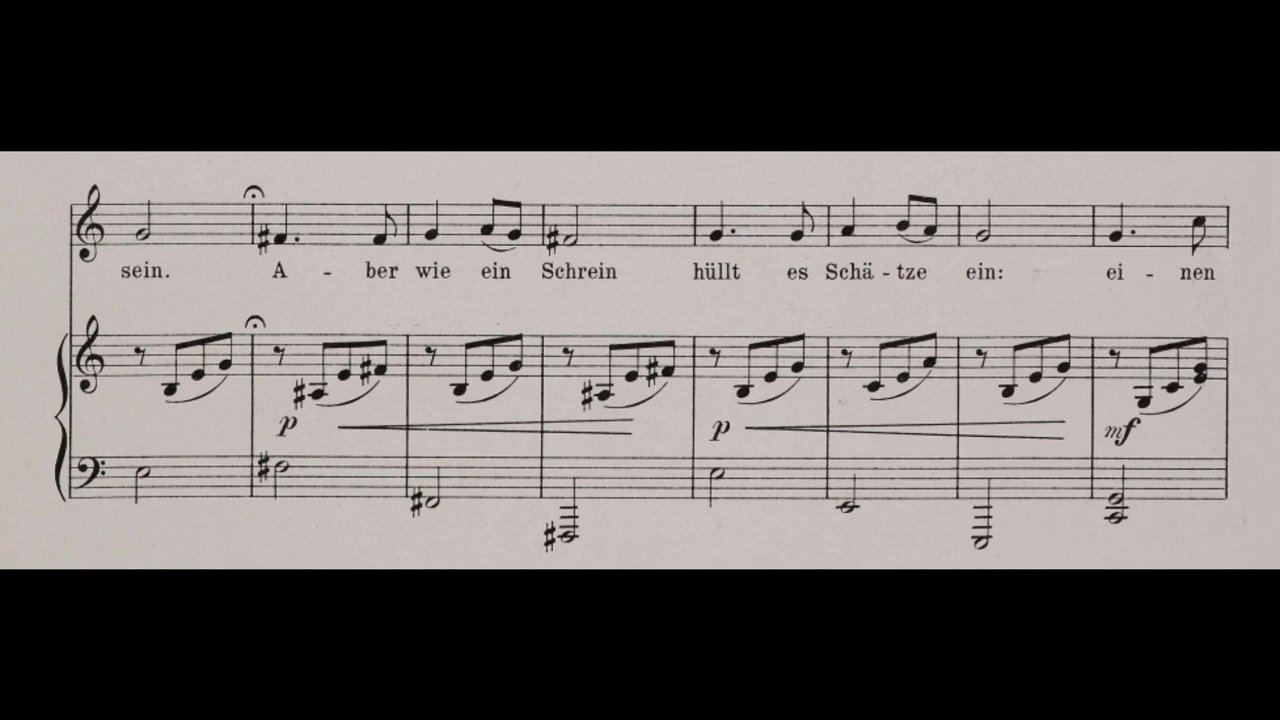 sein. A - ber wie ein Schrein hüllt es Schä - tze ein: ei - nen
p p mf